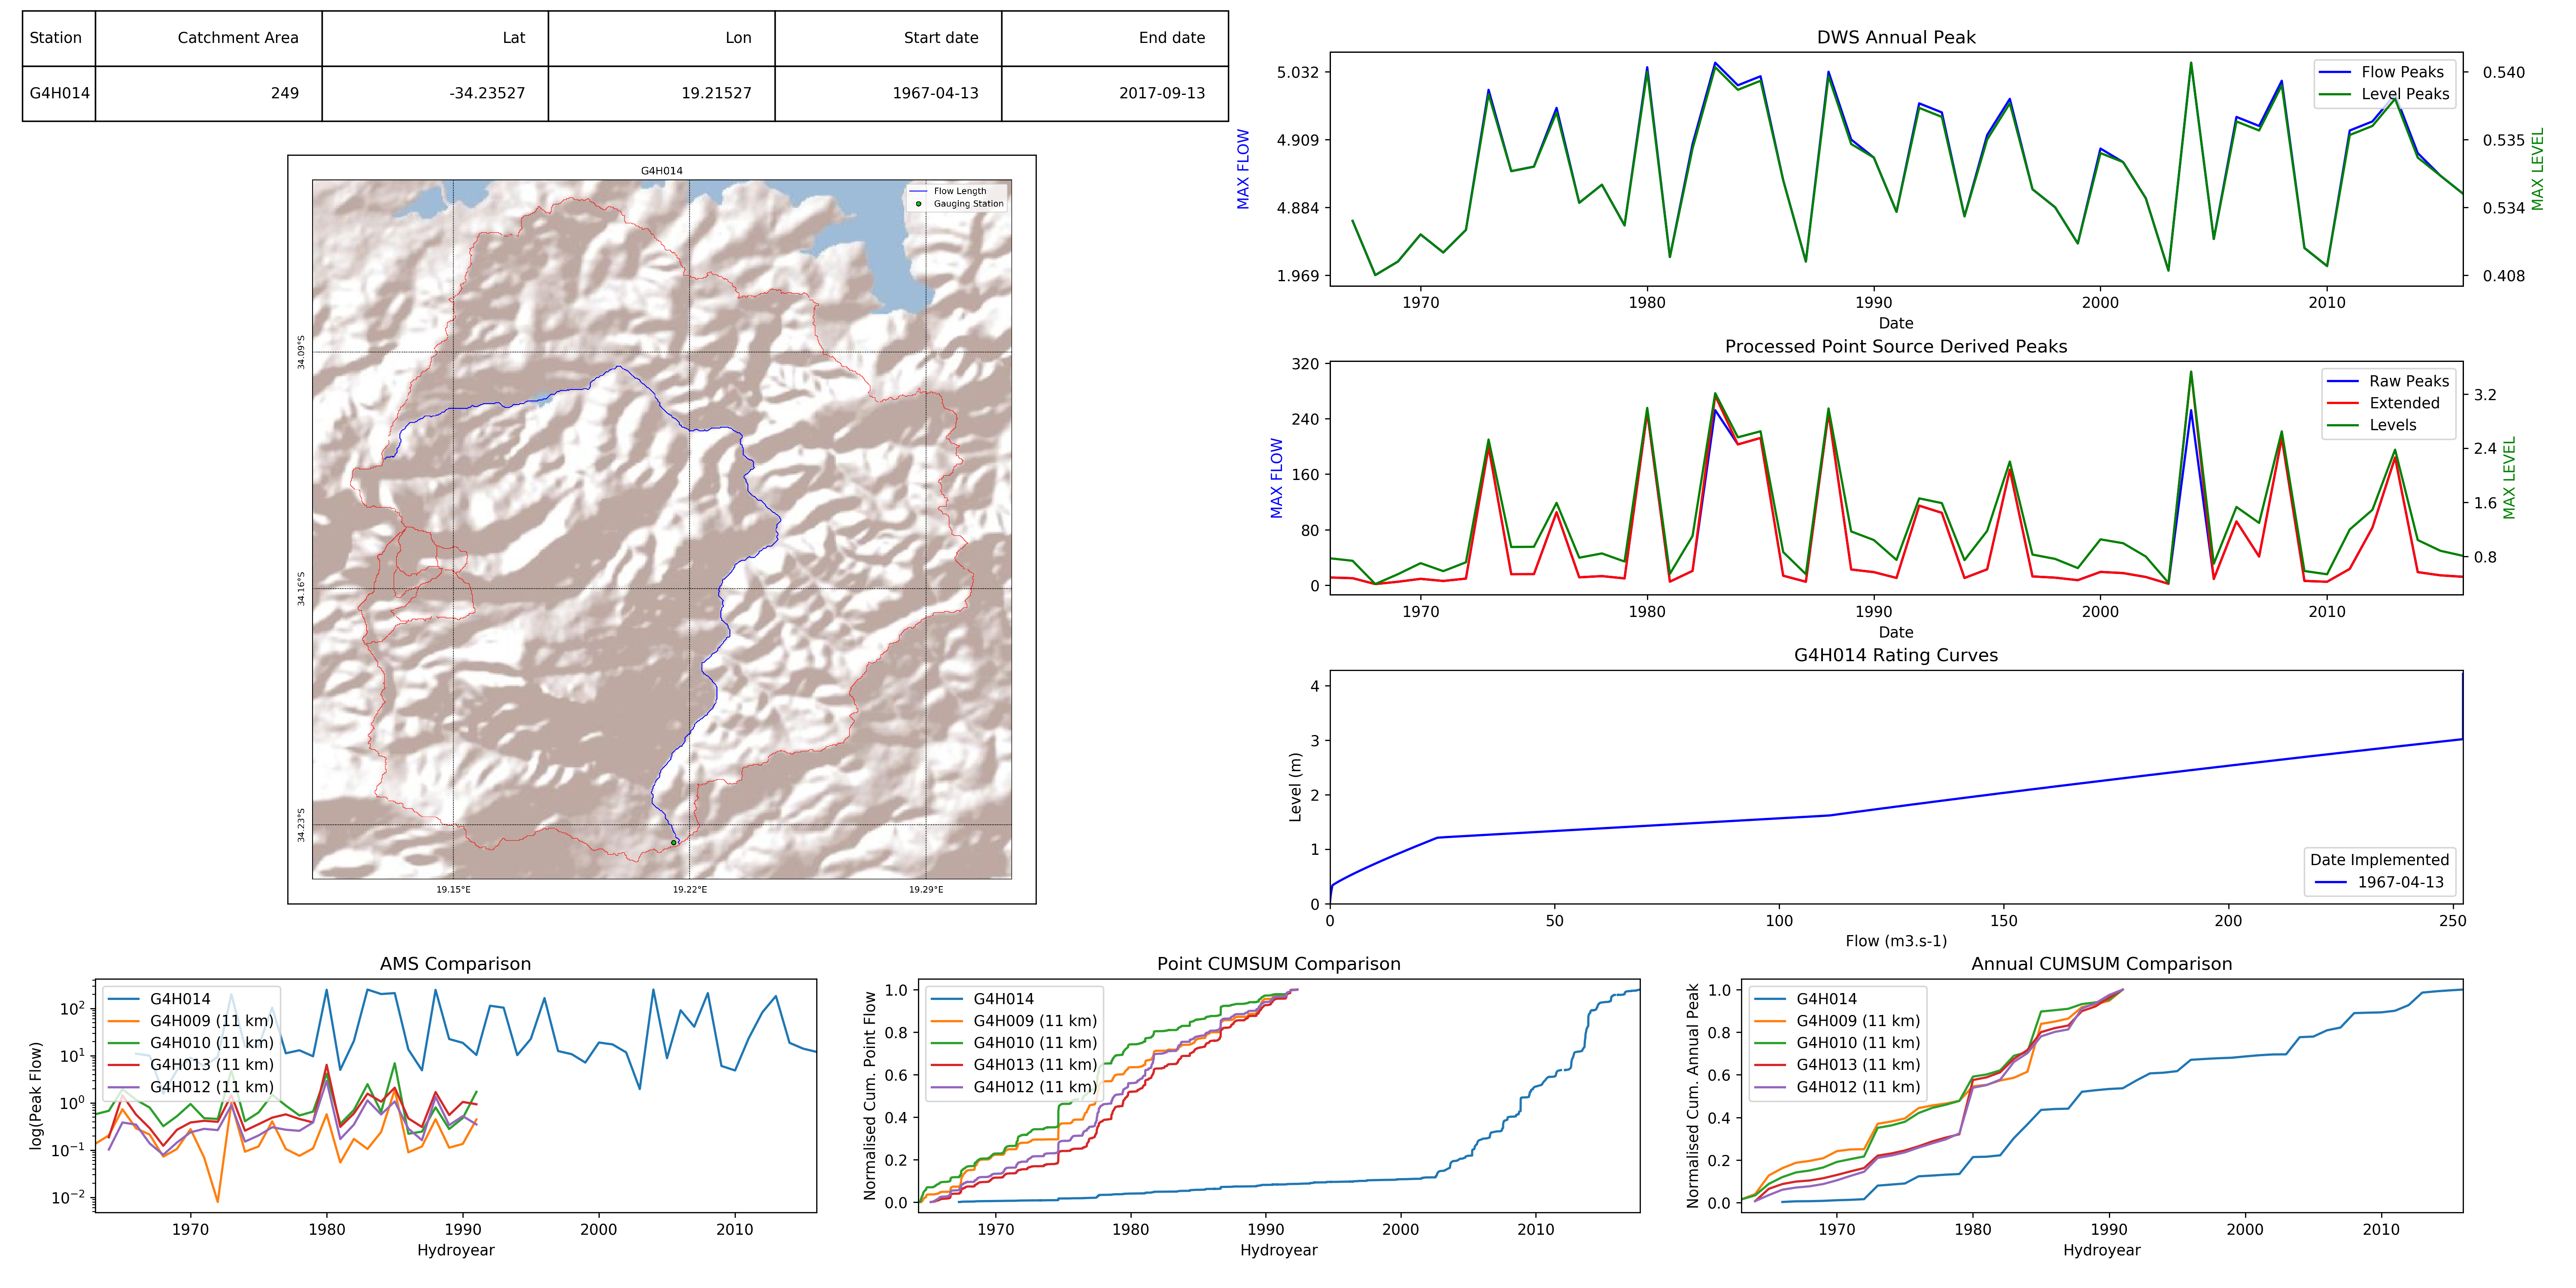 Station Catchment Area Lat Lon Start date End date
G4H014 249 -34.23527 19.21527 1967-04-13 2017-09-13
G4H014
Flow Length
Gauging Station
34.09°S
34.16°S
34.23°S
19.15°E 19.22°E 19.29°E
DWS Annual Peak
Flow Peaks
Level Peaks
MAX FLOW
5.032
4.909
4.884
1.969
0.540
0.535
0.534
0.408
MAX LEVEL
1970 1980 1990 2000 2010
Date
Processed Point Source Derived Peaks
Raw Peaks
Extended
Levels
MAX FLOW
320
240
160
80
0
3.2
2.4
1.6
0.8
MAX LEVEL
1970 1980 1990 2000 2010
Date
G4H014 Rating Curves
Level (m)
4
3
2
1
0
Date Implemented
1967-04-13
0 50 100 150 200 250
Flow (m3.s-1)
AMS Comparison
G4H014
G4H009 (11 km)
G4H010 (11 km)
G4H013 (11 km)
G4H012 (11 km)
log(Peak Flow)
10²
10¹
10⁰
10⁻¹
10⁻²
1970 1980 1990 2000 2010
Hydroyear
Point CUMSUM Comparison
G4H014
G4H009 (11 km)
G4H010 (11 km)
G4H013 (11 km)
G4H012 (11 km)
Normalised Cum. Point Flow
1.0
0.8
0.6
0.4
0.2
0.0
1970 1980 1990 2000 2010
Hydroyear
Annual CUMSUM Comparison
G4H014
G4H009 (11 km)
G4H010 (11 km)
G4H013 (11 km)
G4H012 (11 km)
Normalised Cum. Annual Peak
1.0
0.8
0.6
0.4
0.2
0.0
1970 1980 1990 2000 2010
Hydroyear